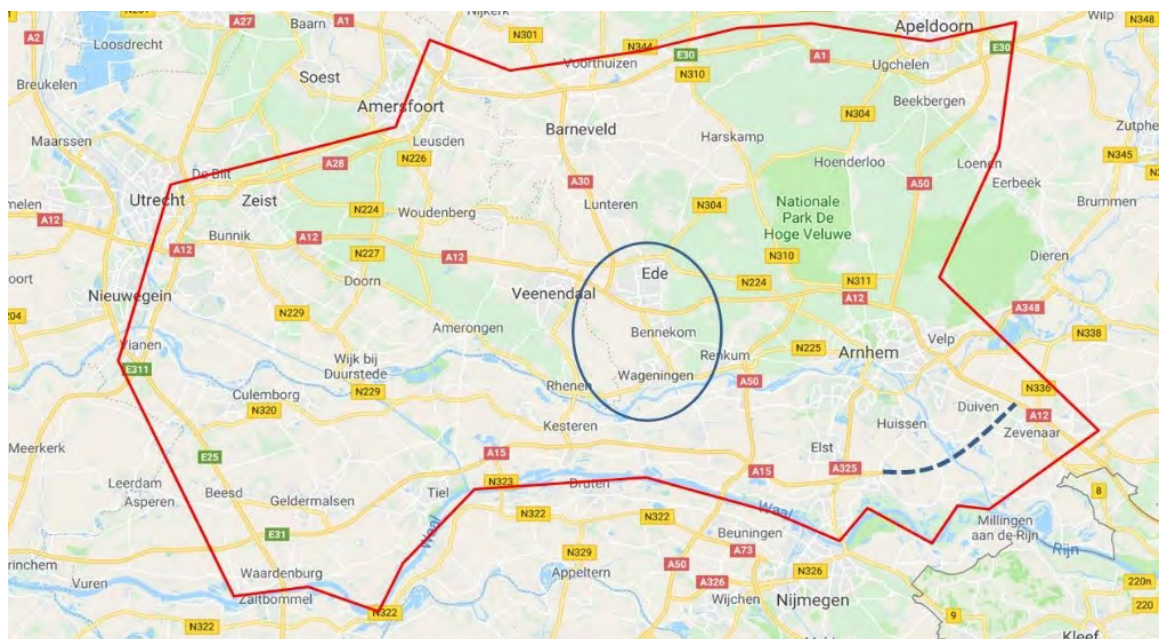 Nijkerk
Wilp
N348
A27
Baarn
A1
A2
Loosdrecht
N301
Apeldoorn
N344
E30
E30
Voorthuizen
A1
Ugchelen
Soest
N310
Breukelen
Beekbergen
Amersfoort
N304
Maarssen
Leusden
Barneveld
Harskamp
Zutphe
De Bilt
A28
N226
Hoenderloo
Loenen
N345
A30
A50
Eerbeek
Utrecht
Zeist
Lunteren
N304
Nationale
Park De
Hoge Veluwe
Brummen
melen
N224
Woudenberg
A12
Bunnik
A12
A12
N227
N310
Dieren
oort
Doorn
Ede
N224
N311
Nieuwegein
Veenendaal
A12
204
N229
A348
Amerongen
Bennekom
N338
Vianen
Velp
N225
Arnhem
Renkum
E311
Wijk bij
Duurstede
Wageningen
A50
Rhenen
N229
N336
Culemborg
N320
Duiven
A12
Kesteren
Huissen
Zevenaar
Meerkerk
A15
Elst
E25
A15
A325
Leerdam
Asperen
Beesd
Geldermalsen
Tiel
N323
Druten
8
Waal
Waal
N322
N322
Beuningen
Millingen
aan de Rijn
E31
N329
A73
Rijn
rinchem
Waardenburg
Appeltern
A50
N326
Vuren
Zaltbommel
A326
220n
N322
Wijchen
Nijmegen
220
N322
9
Kleef